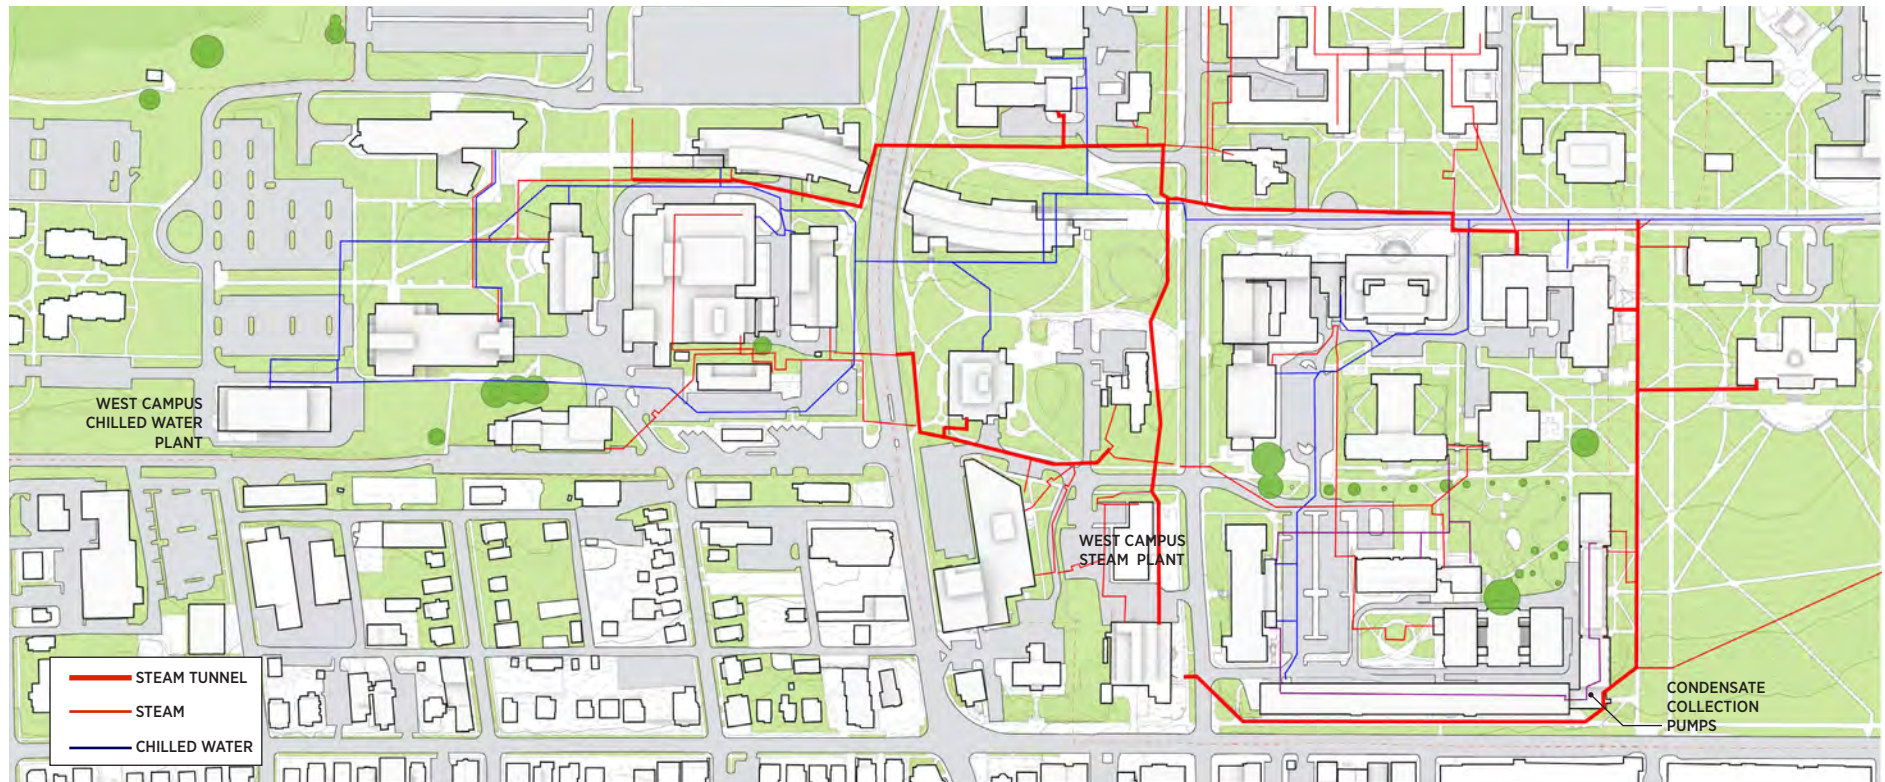 WEST CAMPUS
CHILLED WATER
PLANT
WEST CAMPUS
STEAM PLANT
STEAM TUNNEL
STEAM
CHILLED WATER
CONDENSATE
COLLECTION
PUMPS